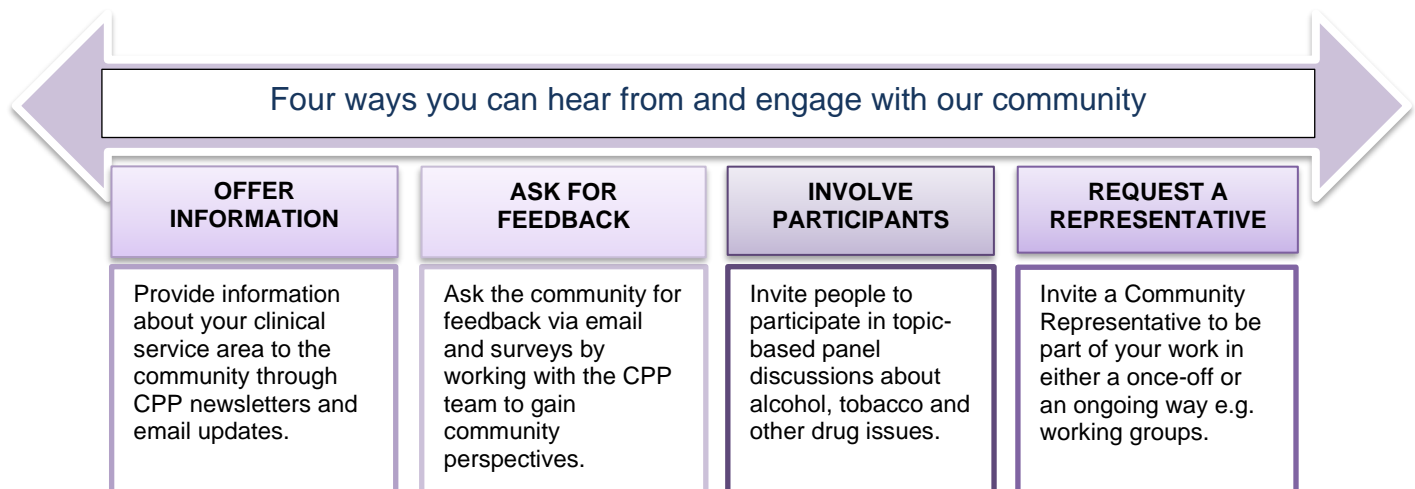 Four ways you can hear from and engage with our community
OFFER
INFORMATION
Provide information
about your clinical
service area to the
community through
CPP newsletters and
email updates.
ASK FOR
FEEDBACK
Ask the community for
feedback via email
and surveys by
working with the CPP
team to gain
community
perspectives.
INVOLVE
PARTICIPANTS
Invite people to
participate in topic-
based panel
discussions about
alcohol, tobacco and
other drug issues.
REQUEST A
REPRESENTATIVE
Invite a Community
Representative to be
part of your work in
either a once-off or
an ongoing way e.g.
working groups.